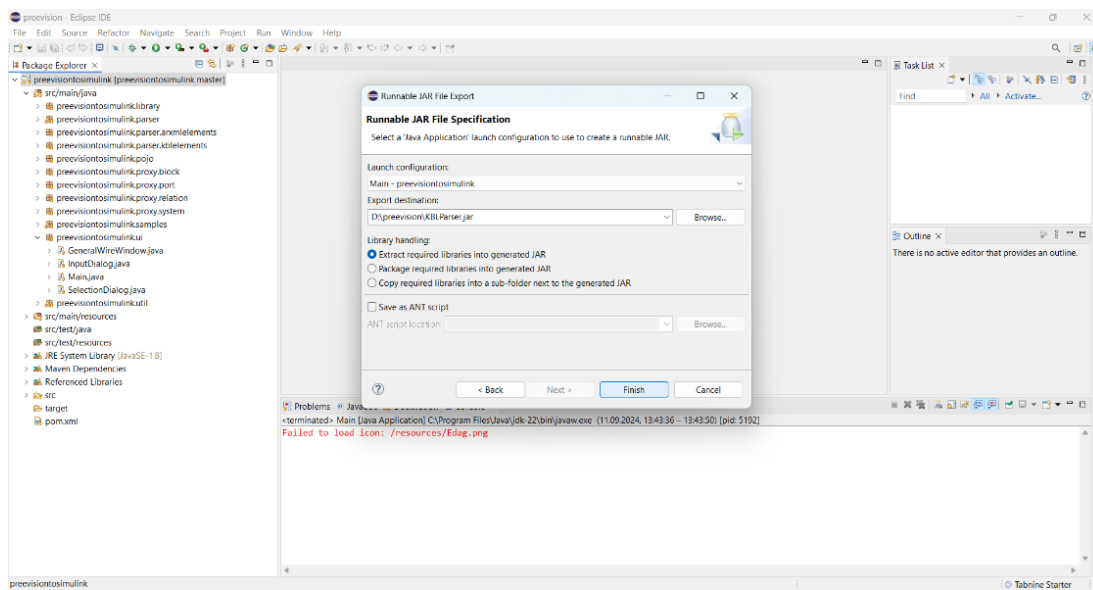 preevision - Eclipse IDE
File Edit Source Refactor Navigate Search Project Run Window Help
Package Explorer
preevisiontosimulink [preevisiontosimulink master]
src/main/java
preevisiontosimulink.library
preevisiontosimulink.parser
preevisiontosimulink.parser.arxmlelements
preevisiontosimulink.parser.kblelements
preevisiontosimulink.pojo
preevisiontosimulink.proxy.block
preevisiontosimulink.proxy.port
preevisiontosimulink.proxy.relation
preevisiontosimulink.proxy.system
preevisiontosimulink.samples
preevisiontosimulink.ui
GeneralWireWindow.java
InputDialog.java
Main.java
SelectionDialog.java
preevisiontosimulink.util
src/main/resources
src/test/java
src/test/resources
JRE System Library [JavaSE-1.8]
Maven Dependencies
Referenced Libraries
src
target
pom.xml
Runnable JAR File Export
Runnable JAR File Specification
Select a 'Java Application' launch configuration to use to create a runnable JAR.
Launch configuration:
Main - preevisiontosimulink
Export destination:
D:\preevision\KBLParser.jar
Browse...
Library handling:
Extract required libraries into generated JAR
Package required libraries into generated JAR
Copy required libraries into a sub-folder next to the generated JAR
Save as ANT script
ANT script location:
Browse...
< Back Next > Finish Cancel
Task List
Find All Activate...
Outline
There is no active editor that provides an outline.
Problems
<terminated> Main [Java Application] C:\Program Files\Java\jdk-22\bin\javaw.exe (11.09.2024, 13:43:36 – 13:43:50) [pid: 5192]
Failed to load icon: /resources/Edag.png
preevisiontosimulink
Tabnine Starter